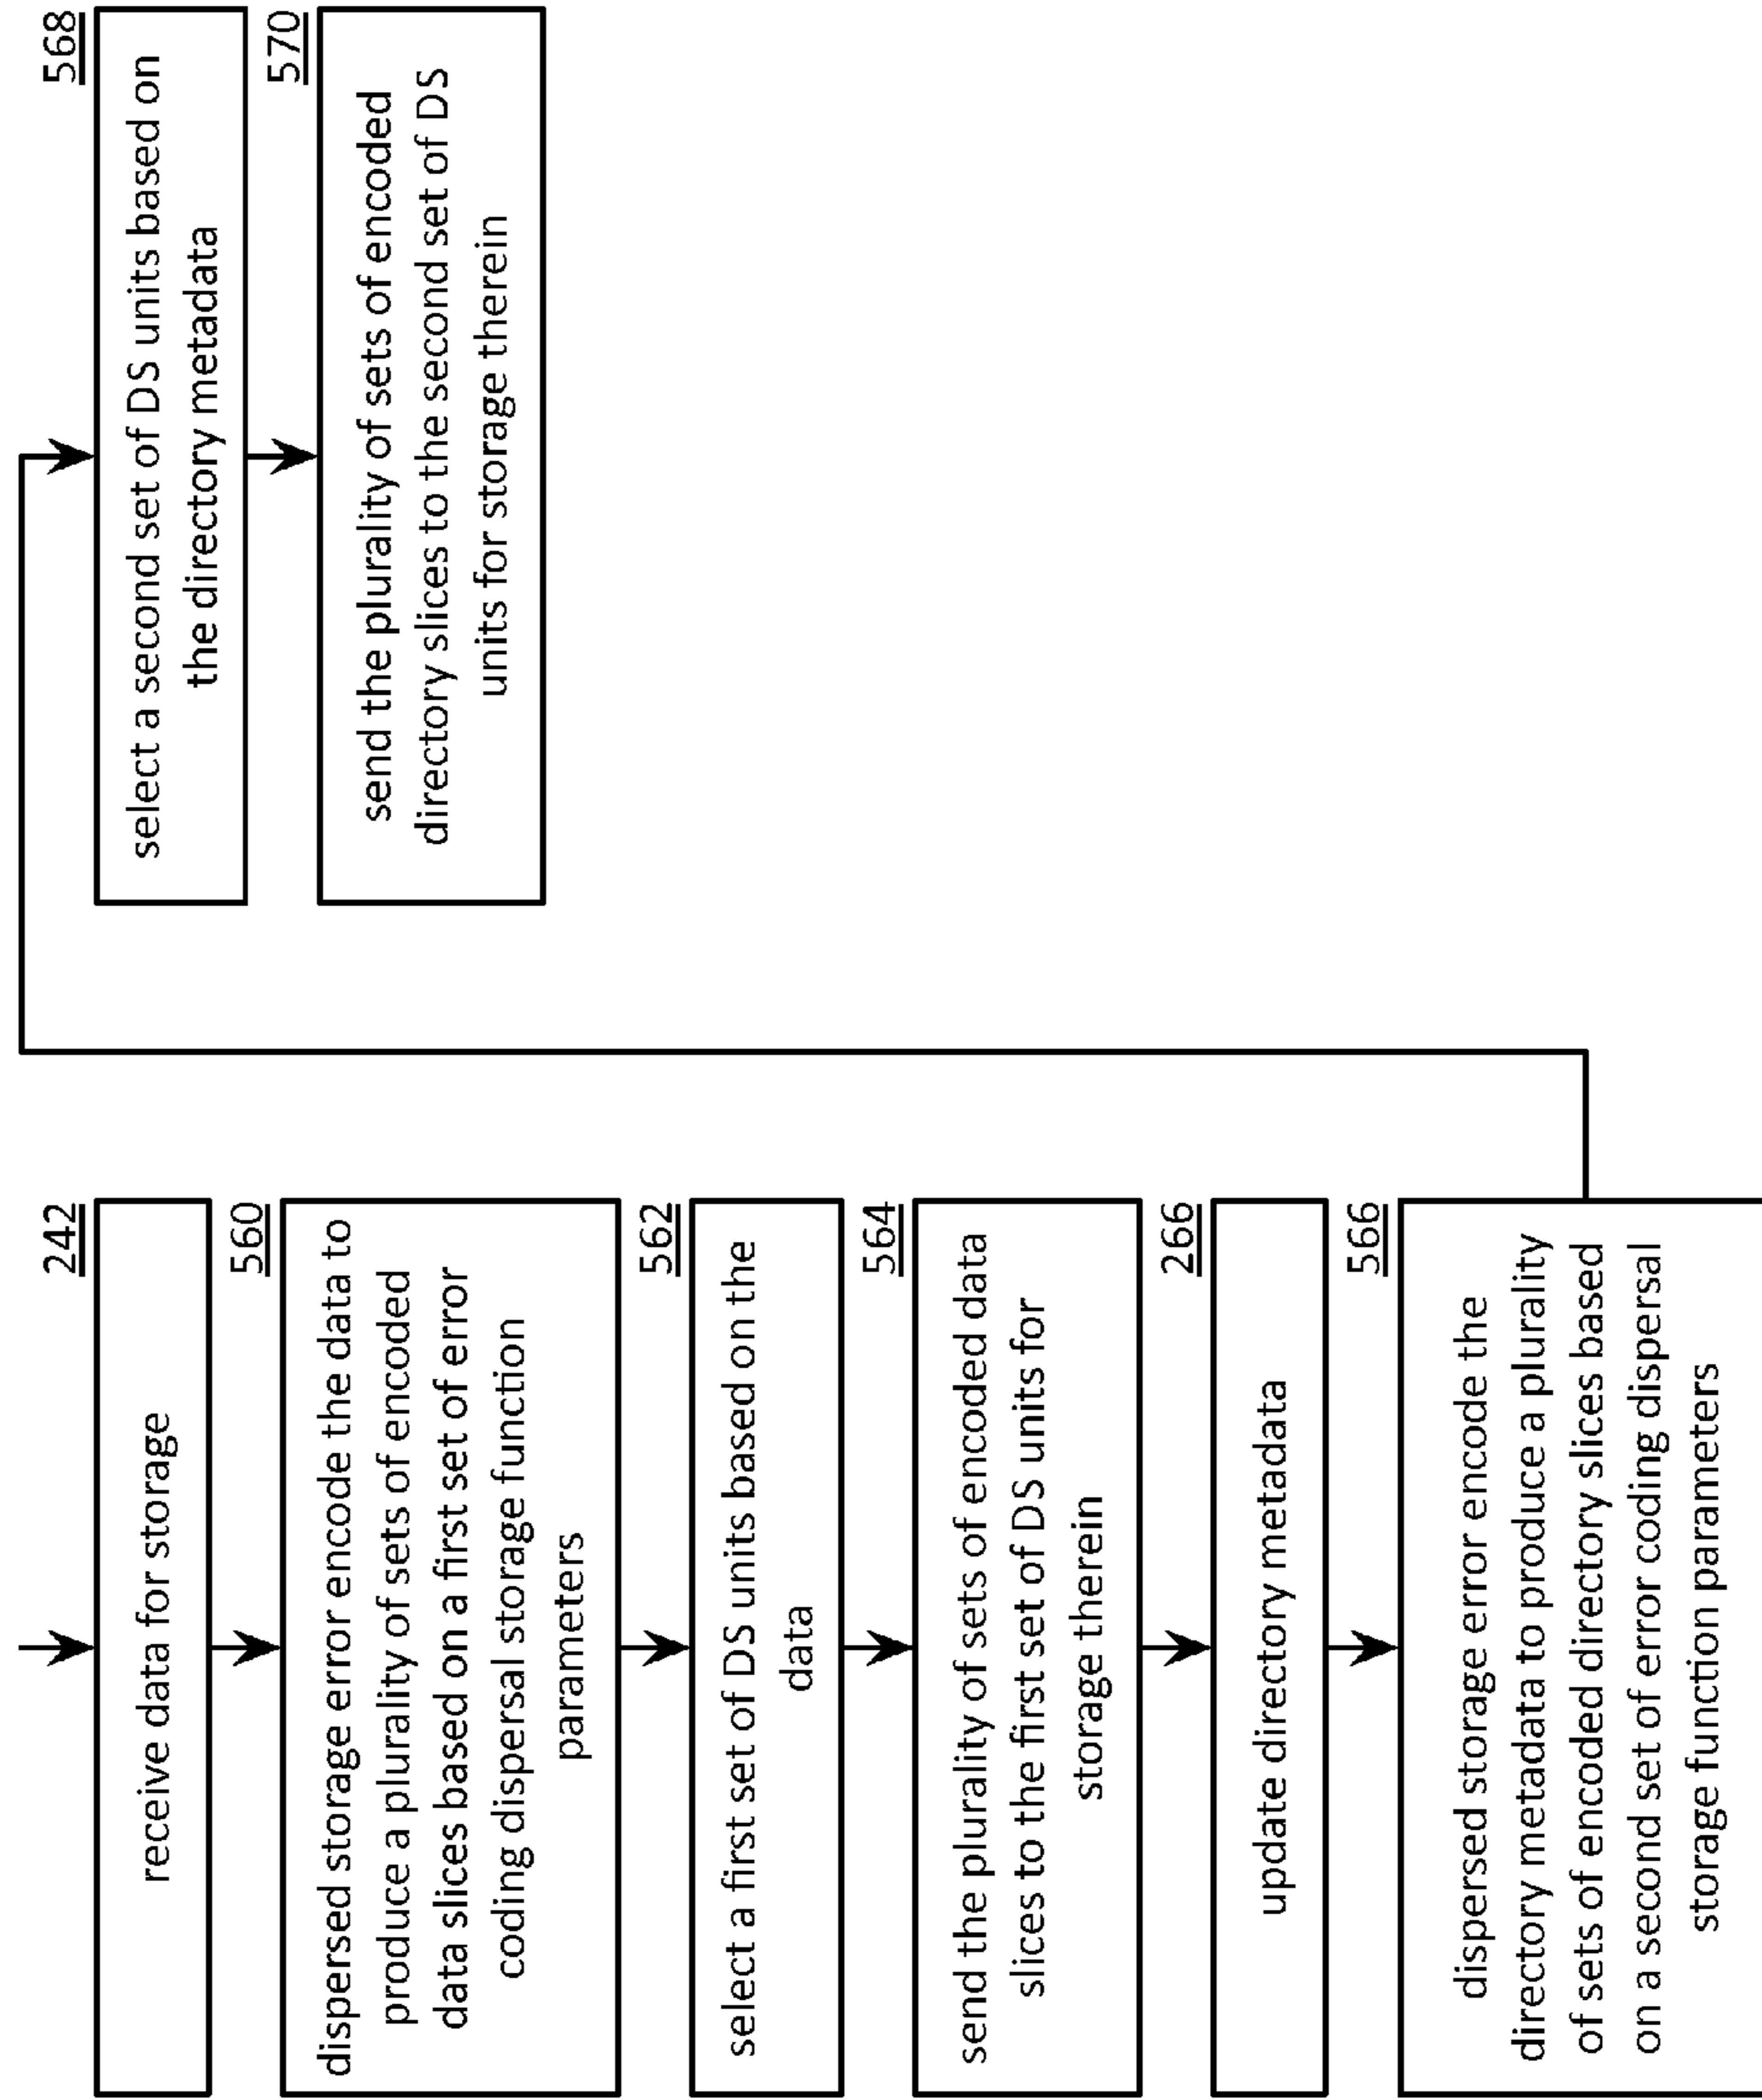 242
receive data for storage
560
dispersed storage error encode the data to
produce a plurality of sets of encoded
data slices based on a first set of error
coding dispersal storage function
parameters
562
select a first set of DS units based on the
data
564
send the plurality of sets of encoded data
slices to the first set of DS units for
storage therein
266
update directory metadata
566
dispersed storage error encode the
directory metadata to produce a plurality
of sets of encoded directory slices based
on a second set of error coding dispersal
storage function parameters
568
select a second set of DS units based on
the directory metadata
570
send the plurality of sets of encoded
directory slices to the second set of DS
units for storage therein